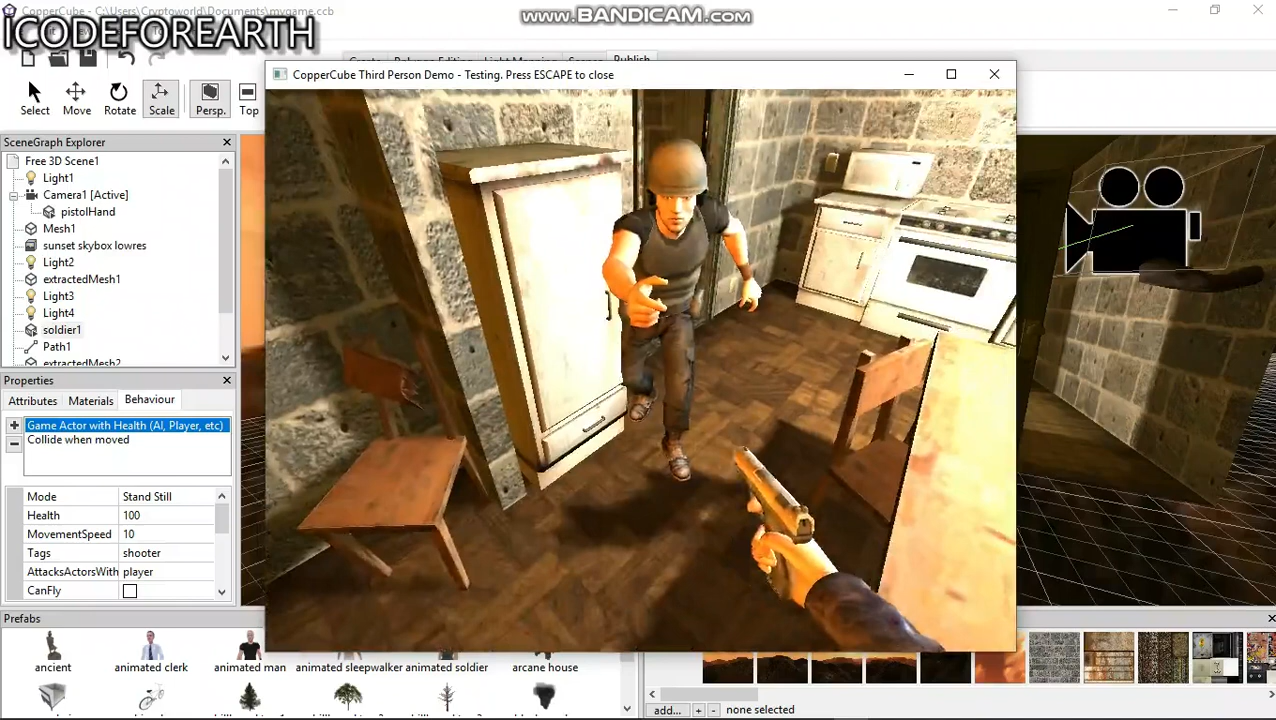 CopperCube - C:\Users\Cryptoworld\Documents\mygame.ccb
www.BANDICAM.com
ICODEFOREARTH
Publish
Select
Move
Rotate
Scale
Persp.
Top
CopperCube Third Person Demo - Testing. Press ESCAPE to close
SceneGraph Explorer
Free 3D Scene1
Light1
Camera1 [Active]
pistolHand
Mesh1
sunset skybox lowres
Light2
extractedMesh1
Light3
Light4
soldier1
Path1
extractedMesh2
Properties
Attributes
Materials
Behaviour
Game Actor with Health (AI, Player, etc)
Collide when moved
Mode Stand Still
Health 100
MovementSpeed 10
Tags shooter
AttacksActorsWith player
CanFly
Prefabs
ancient
animated clerk
animated man
animated sleepwalker
animated soldier
arcane house
add...
+
-
none selected